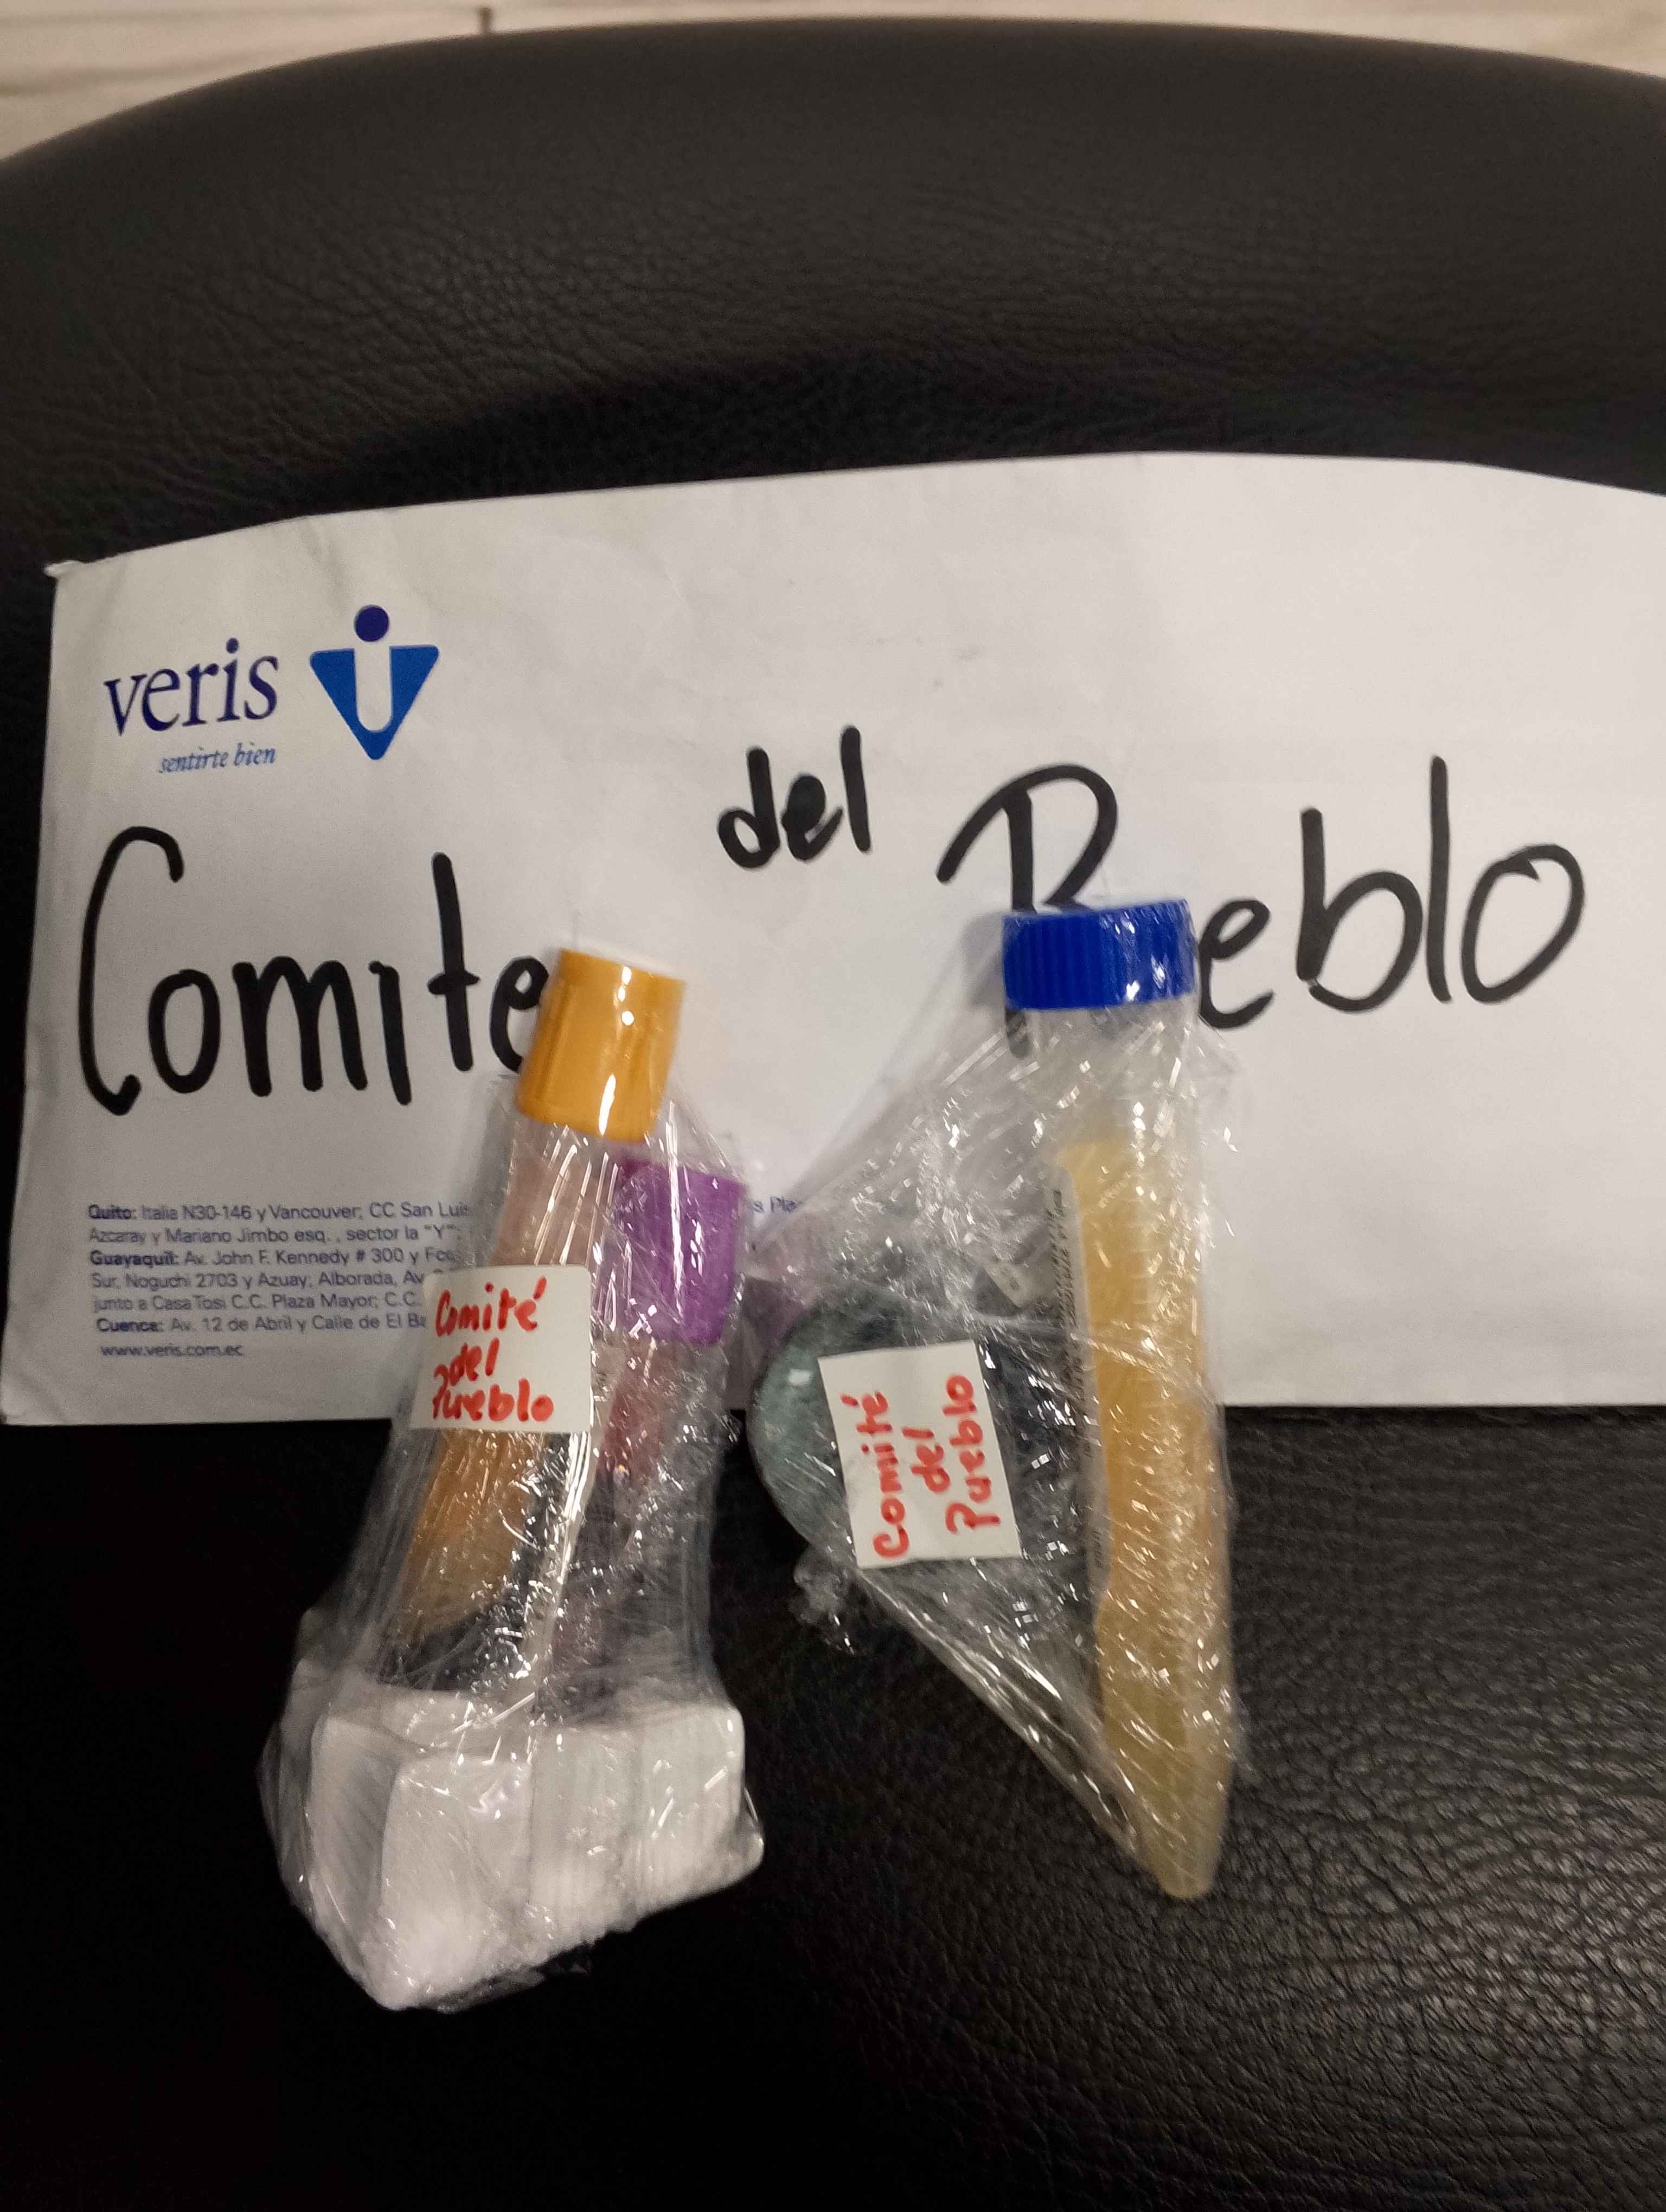 veris
sentirte bien
Comite del Pueblo
Quito: Italia N30-146 y Vancouver; CC San Luis
Azcaray y Mariano Jimbo esq. , sector la "Y":
Guayaquil: Av. John F. Kennedy # 300 y
Sur, Noguchi 2703 y Azuay; Alborada, Av
junto a Casa Tosi C.C. Plaza Mayor; C.C.
Cuenca: Av. 12 de Abril y Calle de El
www.veris.com.ec
Comité
del
Pueblo
Comité
del
Pueblo